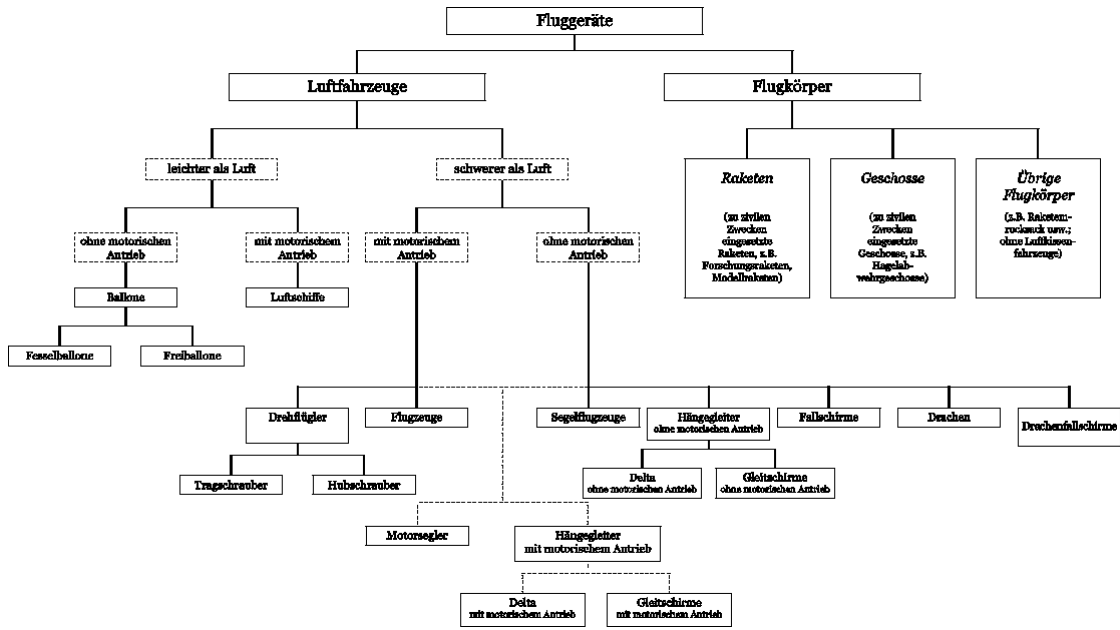 Fluggeräte
Luftfahrzeuge
Flugkörper
leichter als Luft
schwerer als Luft
Raketen
(zu zivilen
Zwecken
eingesetzte
Raketen, z.B.
Forschungsraketen,
Modellraketen)
Geschosse
(zu zivilen
Zwecken
eingesetzte
Geschosse, z.B.
Hagelab-
wehrgeschosse)
Übrige
Flugkörper
(z.B. Raketen-
rucksack usw.;
ohne Luftkissen-
fahrzeuge)
ohne motorischen
Antrieb
mit motorischem
Antrieb
mit motorischem
Antrieb
ohne motorischen
Antrieb
Ballone
Luftschiffe
Fesselballone
Freiballone
Drehflügler
Flugzeuge
Segelflugzeuge
Hängegleiter
ohne motorischen Antrieb
Fallschirme
Drachen
Drachenfallschirme
Tragschrauber
Hubschrauber
Delta
ohne motorischen Antrieb
Gleitschirme
ohne motorischen Antrieb
Motorsegler
Hängegleiter
mit motorischem Antrieb
Delta
mit motorischem Antrieb
Gleitschirme
mit motorischem Antrieb